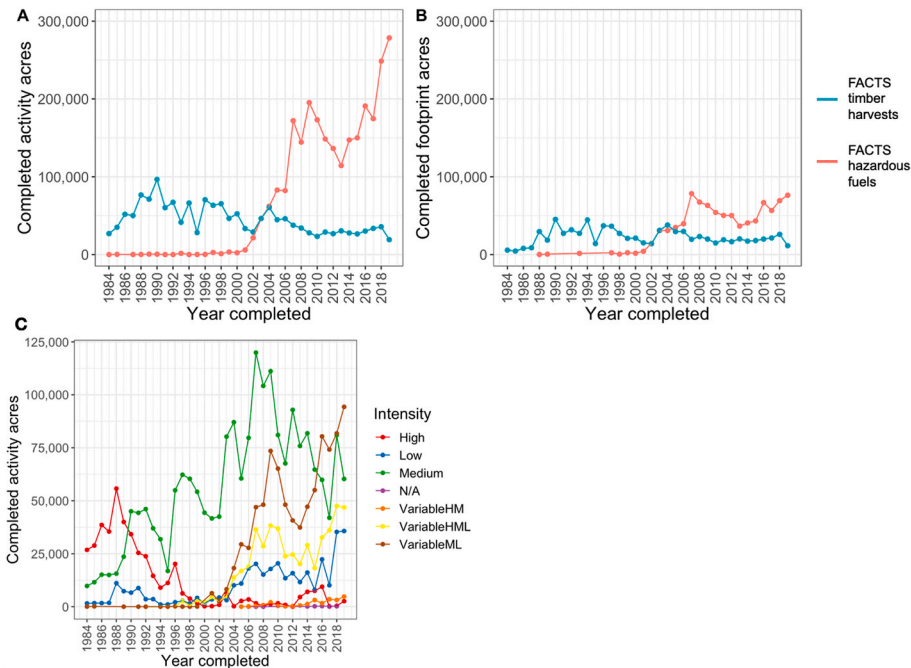 A
300,000
200,000
100,000
0
Completed activity acres
1984
1986
1988
1990
1992
1994
1996
1998
2000
2002
2004
2006
2008
2010
2012
2014
2016
2018
Year completed
B
300,000
200,000
100,000
0
Completed footprint acres
1984
1986
1988
1990
1992
1994
1996
1998
2000
2002
2004
2006
2008
2010
2012
2014
2016
2018
Year completed
FACTS
timber
harvests
FACTS
hazardous
fuels
C
125,000
100,000
75,000
50,000
25,000
0
Completed activity acres
1984
1986
1988
1990
1992
1994
1996
1998
2000
2002
2004
2006
2008
2010
2012
2014
2016
2018
Year completed
Intensity
High
Low
Medium
N/A
VariableHM
VariableHML
VariableML